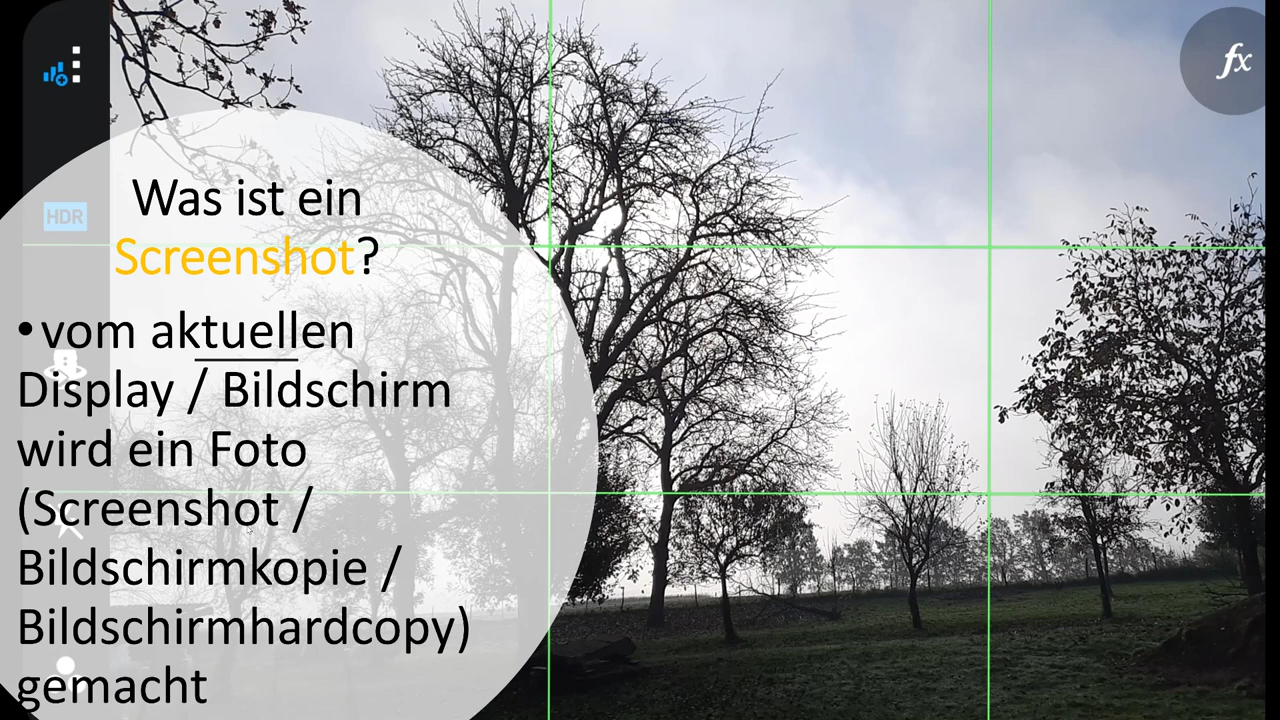 fx
HDR
Was ist ein
Screenshot?
•vom aktuellen
Display / Bildschirm
wird ein Foto
(Screenshot /
Bildschirmkopie /
Bildschirmhardcopy)
gemacht